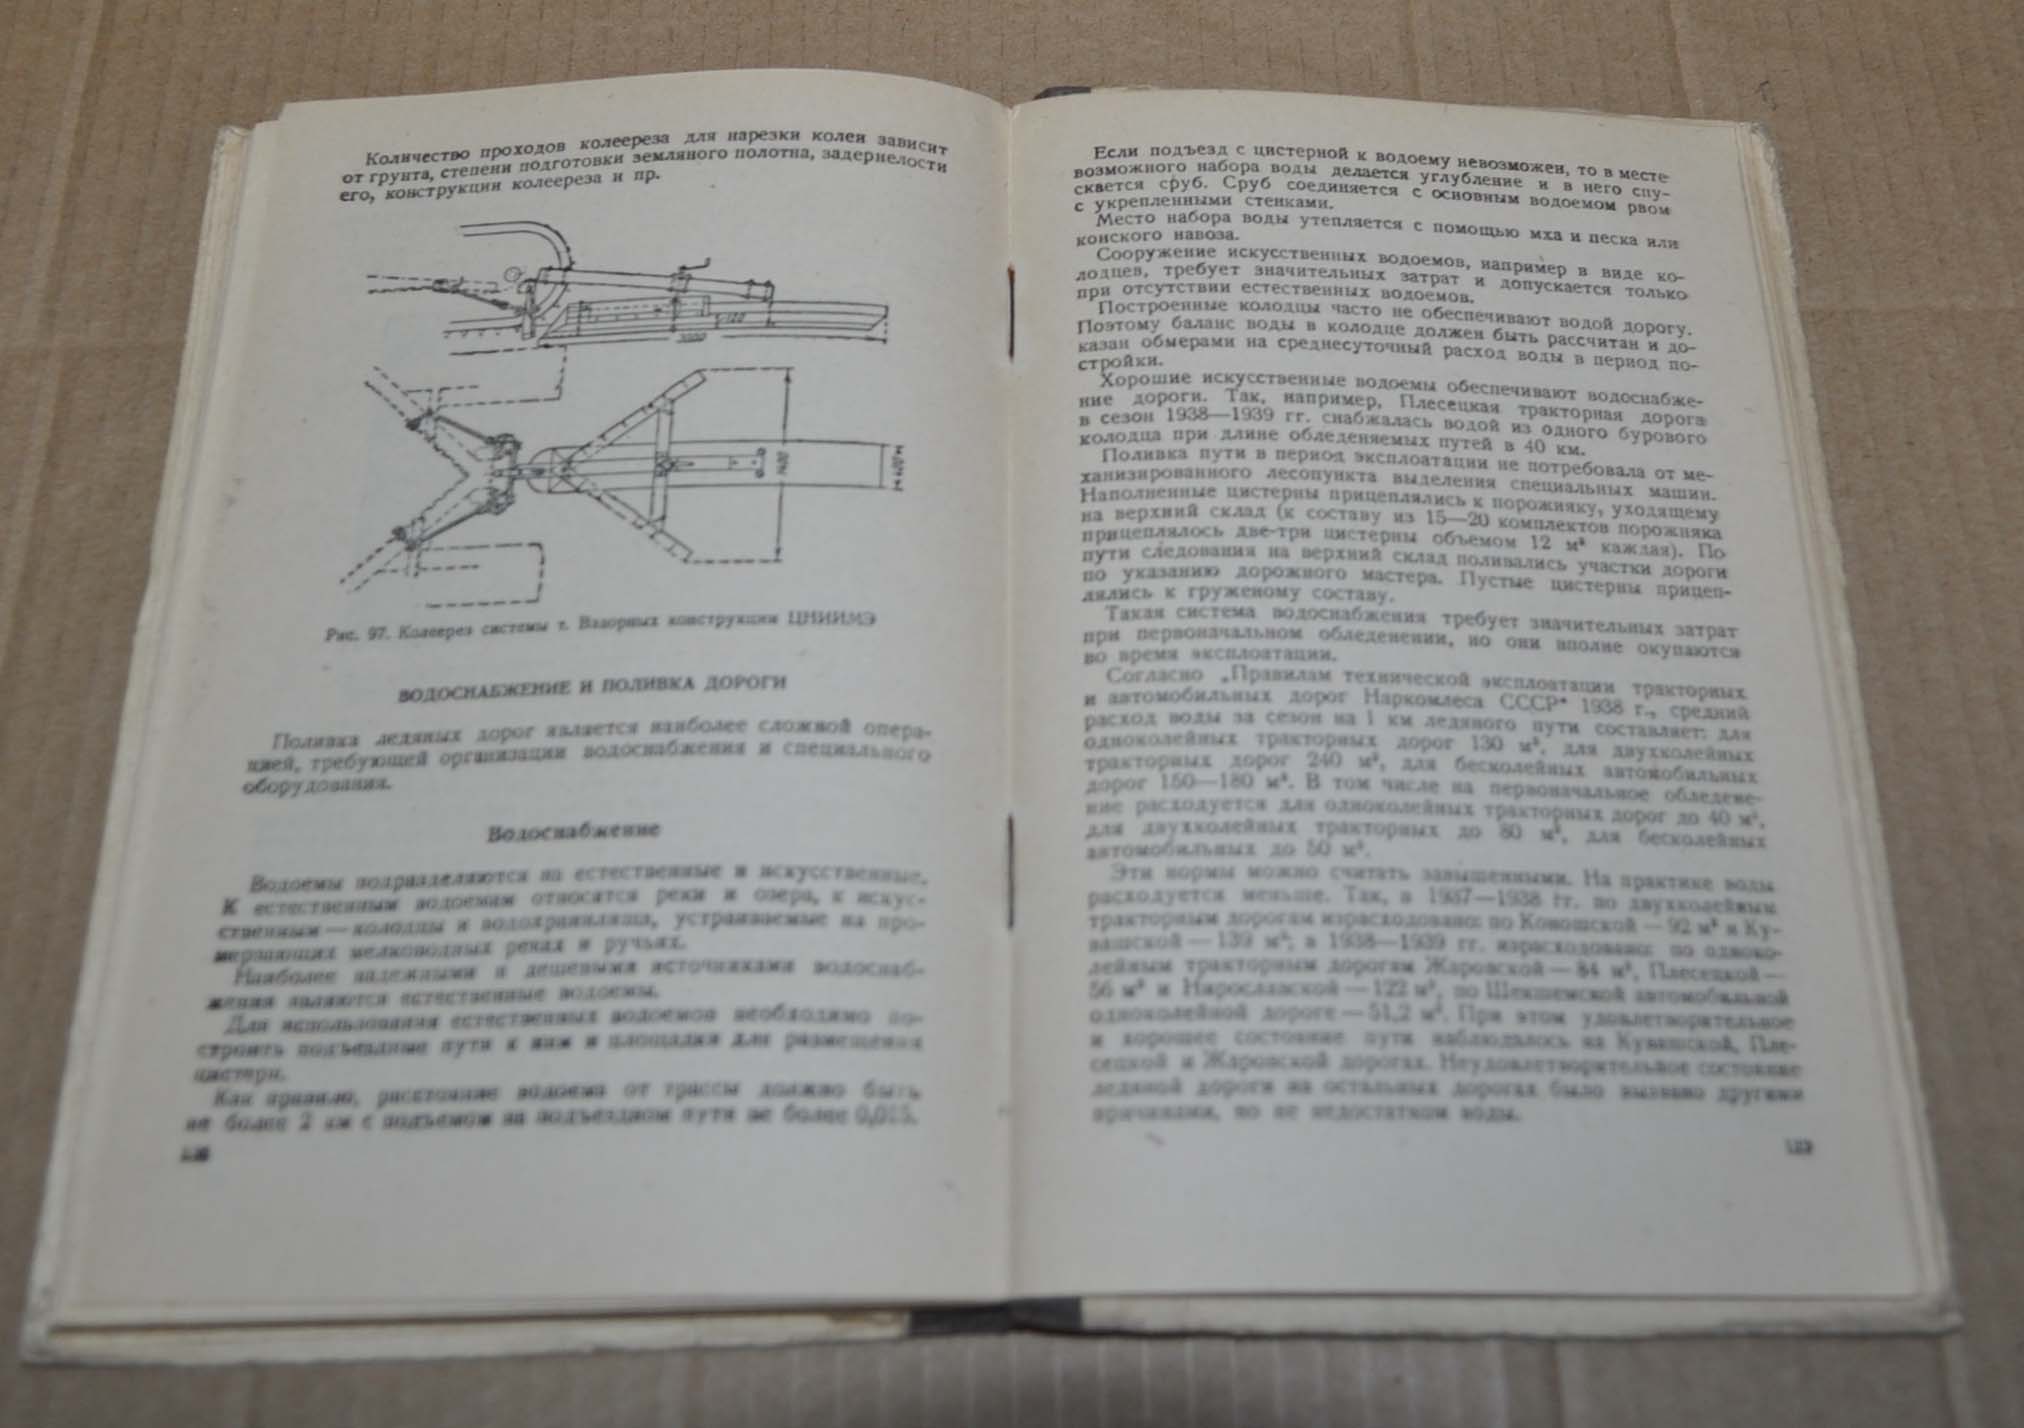 Количество проходов колеереза для нарезки колеи зависит
от грунта, степени подготовки земляного полотна, задернелости
его, конструкции колеереза и пр.
120
1400
Рис. 97. Колеерез системы т. Вазорных конструкции ЦНИИМЭ
ВОДОСНАБЖЕНИЕ И ПОЛИВКА ДОРОГИ
Поливка ледяных дорог является наиболее сложной опера-
цией, требующей организации водоснабжения и специального
оборудования.
Водоснабжение
Водоемы подразделяются на естественные и искусственные.
К естественным водоемам относятся реки и озера, к искус-
ственным — колодцы и водохранилища, устраиваемые на про-
мерзающих мелководных реках и ручьях.
Наиболее надежными и дешевыми источниками водоснаб-
жения являются естественные водоемы.
Для использования естественных водоемов необходимо по-
строить подъездные пути к ним и площадки для размещения
цистерн.
Как правило, расстояние водоема от трассы должно быть
не более 2 км с подъемом на подъездном пути не более 0,015.
Если подъезд с цистерной к водоему невозможен, то в месте
возможного набора воды делается углубление и в него спу-
скается сруб. Сруб соединяется с основным водоемом рвом
с укрепленными стенками.
Место набора воды утепляется с помощью мха и песка или
конского навоза.
Сооружение искусственных водоемов, например в виде ко-
лодцев, требует значительных затрат и допускается только
при отсутствии естественных водоемов.
Построенные колодцы часто не обеспечивают водой дорогу.
Поэтому баланс воды в колодце должен быть рассчитан и до-
казан обмерами на среднесуточный расход воды в период по-
стройки.
Хорошие искусственные водоемы обеспечивают водоснабже-
ние дороги. Так, например, Плесецкая тракторная дорога
в сезон 1938—1939 гг. снабжалась водой из одного бурового
колодца при длине обледеняемых путей в 40 км.
Поливка пути в период эксплоатации не потребовала от ме-
ханизированного лесопункта выделения специальных машин.
Наполненные цистерны прицеплялись к порожняку, уходящему
на верхний склад (к составу из 15—20 комплектов порожняка
прицеплялось две-три цистерны объемом 12 м³ каждая). По
пути следования на верхний склад поливались участки дороги
по указанию дорожного мастера. Пустые цистерны прицеп-
лялись к груженому составу.
Такая система водоснабжения требует значительных затрат
при первоначальном обледенении, но они вполне окупаются
во время эксплоатации.
Согласно „Правилам технической эксплоатации тракторных
и автомобильных дорог Наркомлеса СССР“ 1938 г., средний
расход воды за сезон на 1 км ледяного пути составляет: для
одноколейных тракторных дорог 130 м³, для двухколейных
тракторных дорог 240 м³, для бесколейных автомобильных
дорог 150—180 м³. В том числе на первоначальное обледене-
ние расходуется для одноколейных тракторных дорог до 40 м³,
для двухколейных тракторных до 80 м³, для бесколейных
автомобильных до 50 м³.
Эти нормы можно считать завышенными. На практике воды
расходуется меньше. Так, в 1937—1938 гг. по двухколейным
тракторным дорогам израсходовано: по Коношской — 92 м³ и Ку-
вашской — 139 м³; в 1938—1939 гг. израсходовано: по одноко-
лейным тракторным дорогам Жаровской — 84 м³, Плесецкой —
56 м³ и — 122 м³, по Шекшемской автомобильной
одноколейной дороге — 51,2 м³. При этом удовлетворительное
и хорошее состояние пути наблюдалось на Кувашской, Пле-
сецкой и Жаровской дорогах. Неудовлетворительное состояние
ледяной дороги на остальных дорогах было вызвано другими
причинами, но не недостатком воды.